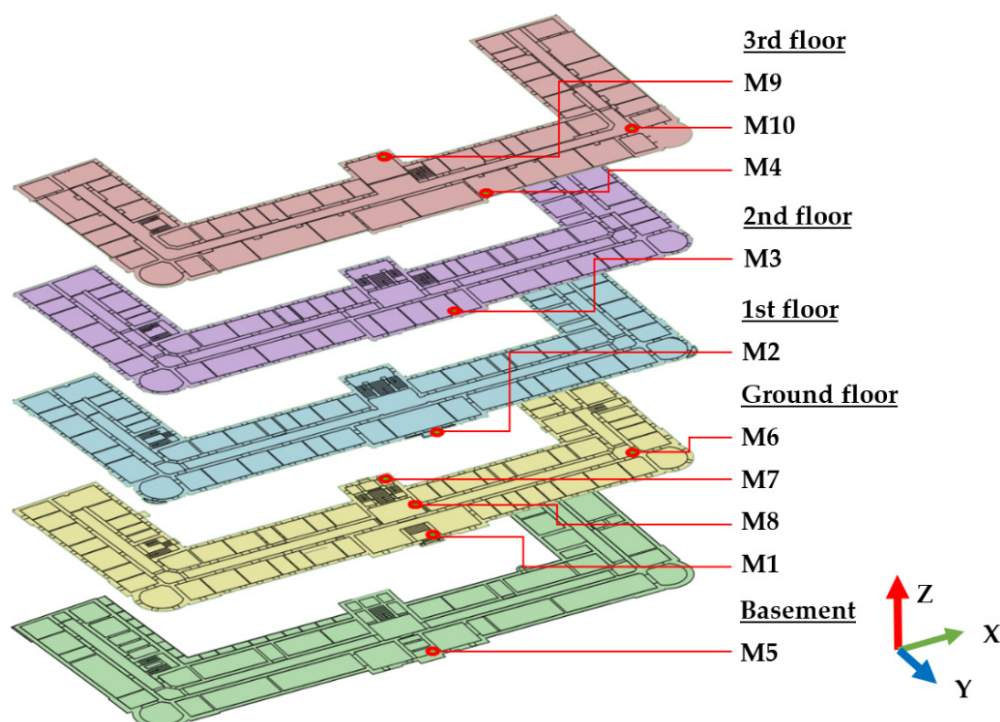 3rd floor
M9
M10
M4
2nd floor
M3
1st floor
M2
Ground floor
M6
M7
M8
M1
Basement
M5
Z
X
Y